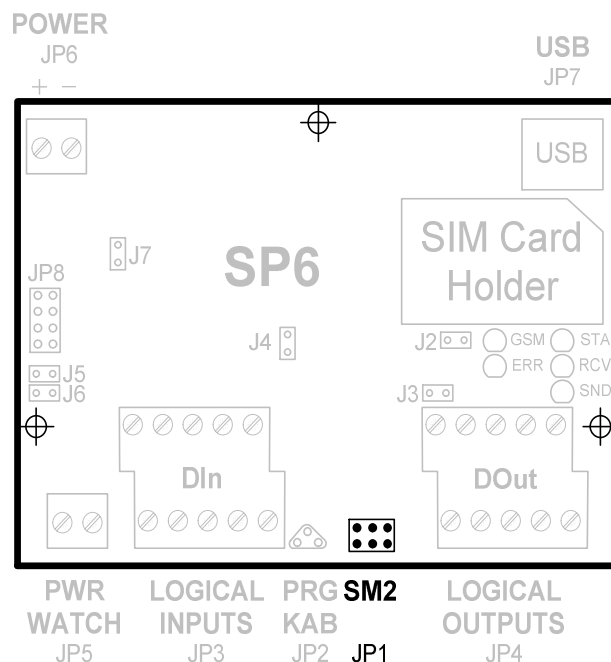 POWER
JP6
+ −
USB
JP7
USB
SIM Card
Holder
J7
SP6
JP8
J4
J2
GSM
STA
ERR
RCV
J5
J6
J3
SND
DIn
DOut
PWR
WATCH
JP5
LOGICAL
INPUTS
JP3
PRG
KAB
JP2
SM2
JP1
LOGICAL
OUTPUTS
JP4